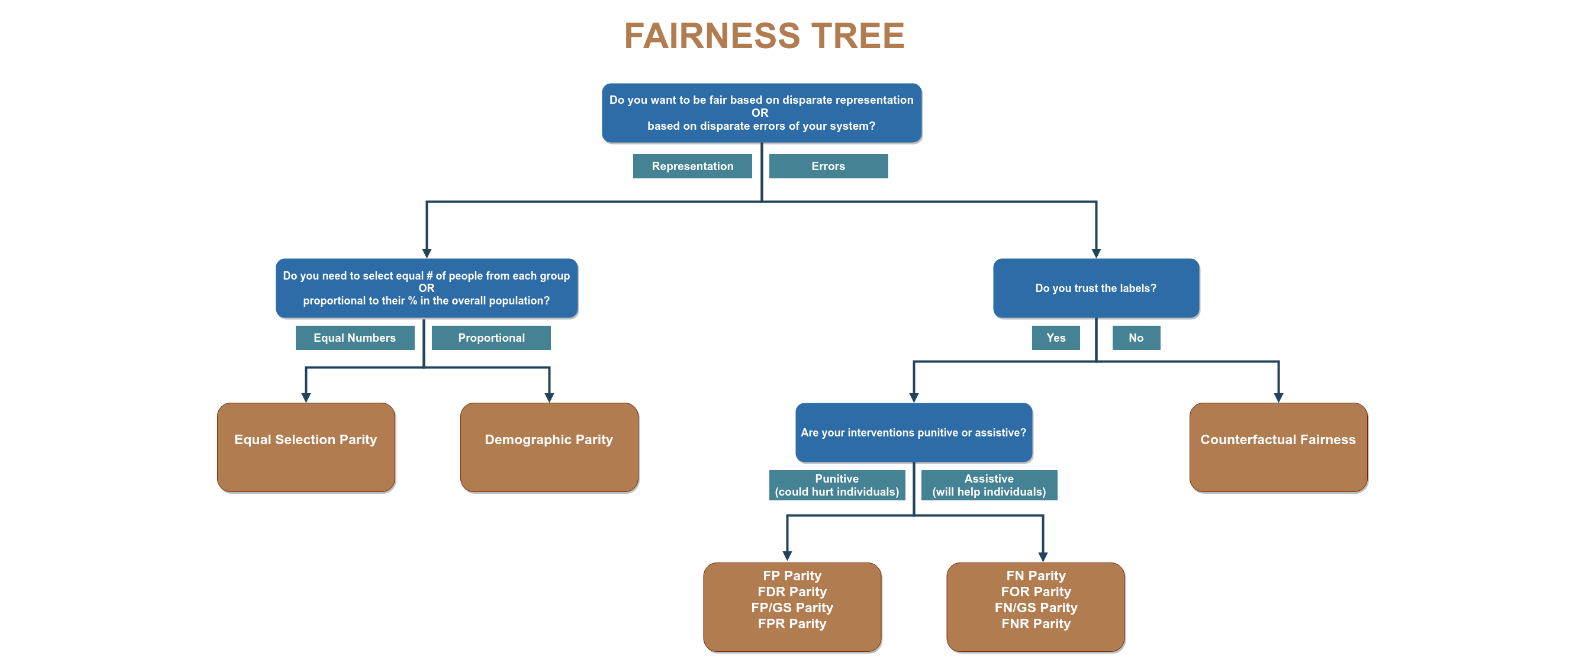 FAIRNESS TREE
Do you want to be fair based on disparate representation
OR
based on disparate errors of your system?
Representation
Errors
Do you need to select equal # of people from each group
OR
proportional to their % in the overall population?
Do you trust the labels?
Equal Numbers
Proportional
Yes
No
Equal Selection Parity
Demographic Parity
Are your interventions punitive or assistive?
Counterfactual Fairness
Punitive
(could hurt individuals)
Assistive
(will help individuals)
FP Parity
FDR Parity
FP/GS Parity
FPR Parity
FN Parity
FOR Parity
FN/GS Parity
FNR Parity